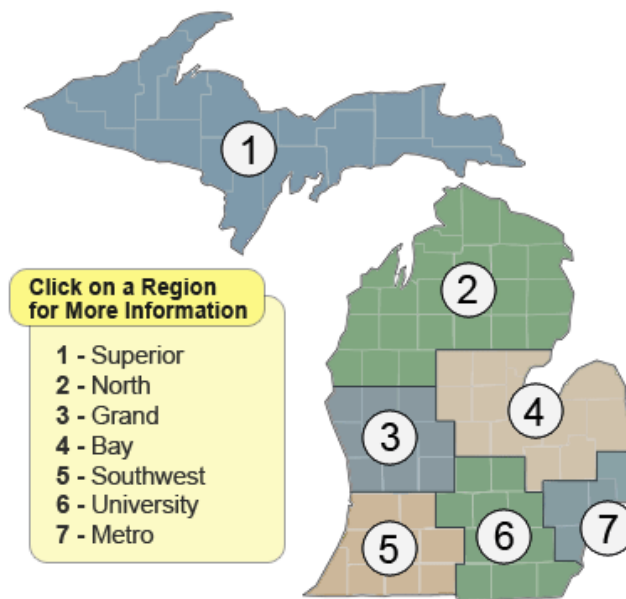 1
2
Click on a Region
for More Information
1 - Superior
2 - North
3 - Grand
4 - Bay
5 - Southwest
6 - University
7 - Metro
3
4
5
6
7